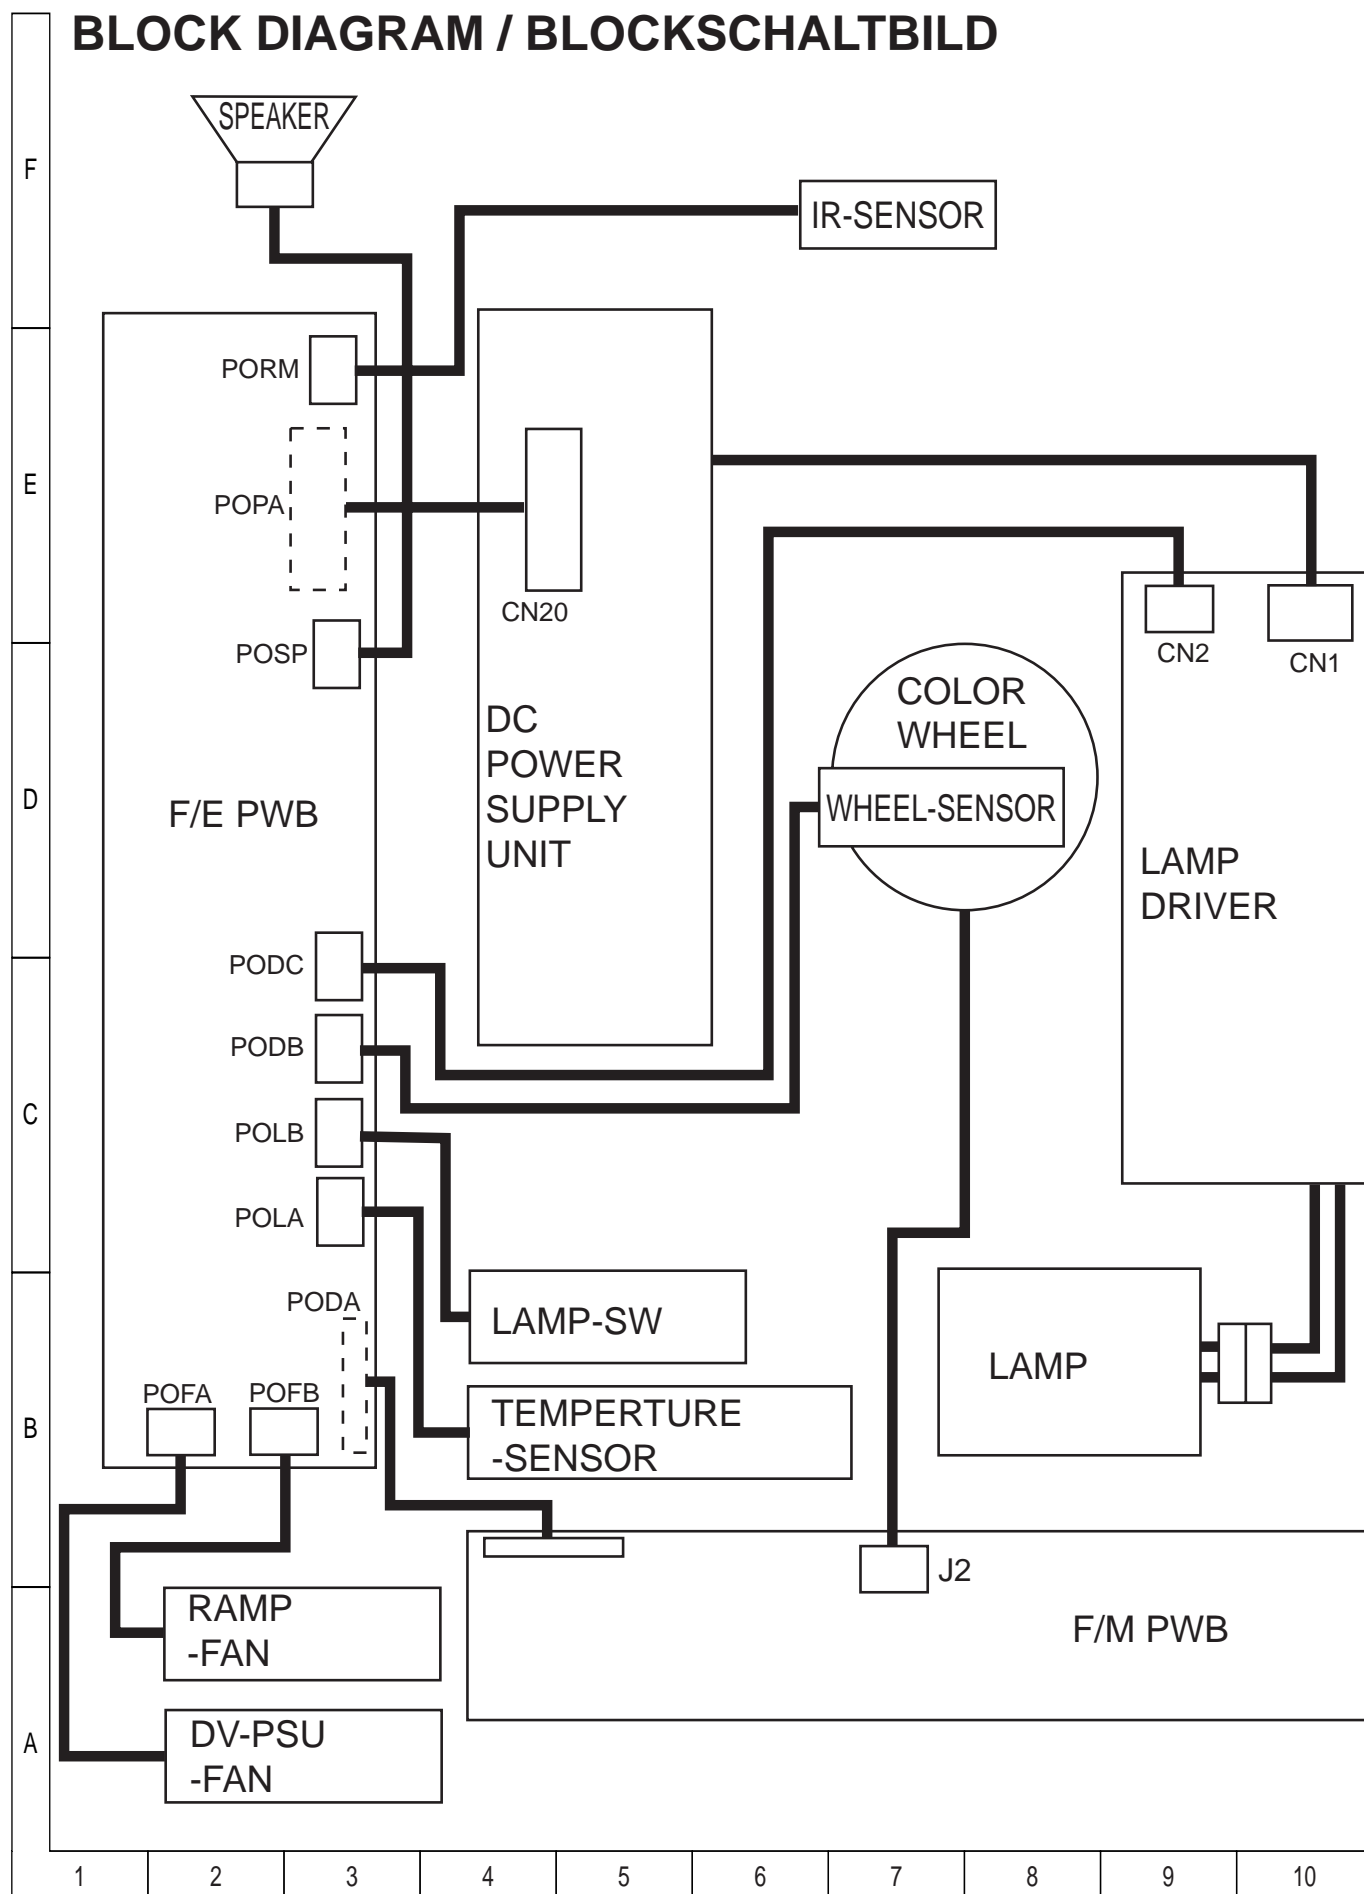 BLOCK DIAGRAM / BLOCKSCHALTBILD
SPEAKER
F
IR-SENSOR
PORM
E
POPA
CN20
POSP
CN2
CN1
COLOR
WHEEL
WHEEL-SENSOR
DC
POWER
SUPPLY
UNIT
D
F/E PWB
LAMP
DRIVER
PODC
PODB
C
POLB
POLA
PODA
LAMP-SW
LAMP
POFA
POFB
B
TEMPERTURE
-SENSOR
J2
F/M PWB
RAMP
-FAN
A
DV-PSU
-FAN
1 2 3 4 5 6 7 8 9 10